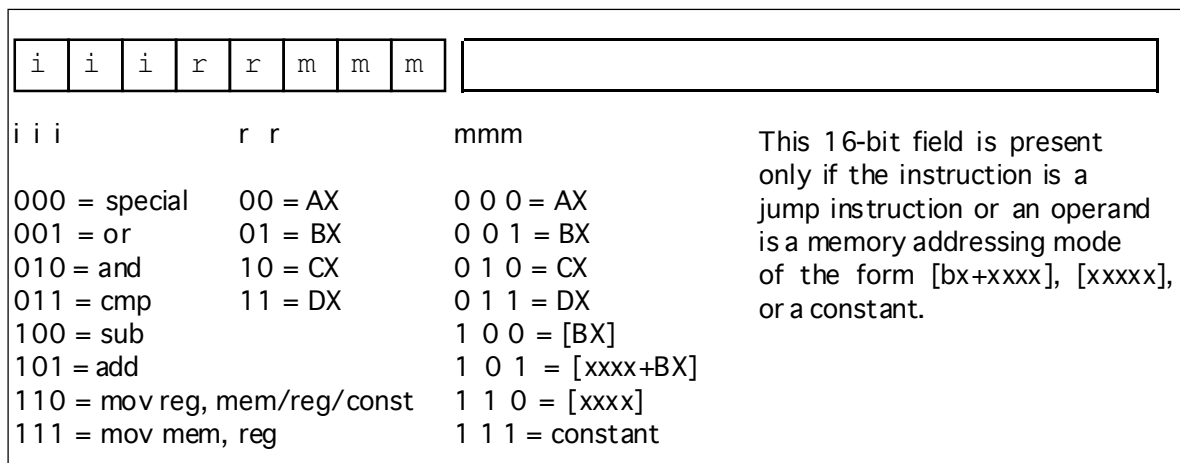 i i i r r m m m
i i i r r mmm
000 = special 00 = AX 0 0 0 = AX
001 = or 01 = BX 0 0 1 = BX
010 = and 10 = CX 0 1 0 = CX
011 = cmp 11 = DX 0 1 1 = DX
100 = sub 1 0 0 = [BX]
101 = add 1 0 1 = [xxxx+BX]
110 = mov reg, mem/reg/const 1 1 0 = [xxxx]
111 = mov mem, reg 1 1 1 = constant
This 16-bit field is present
only if the instruction is a
jump instruction or an operand
is a memory addressing mode
of the form [bx+xxxx], [xxxxx],
or a constant.